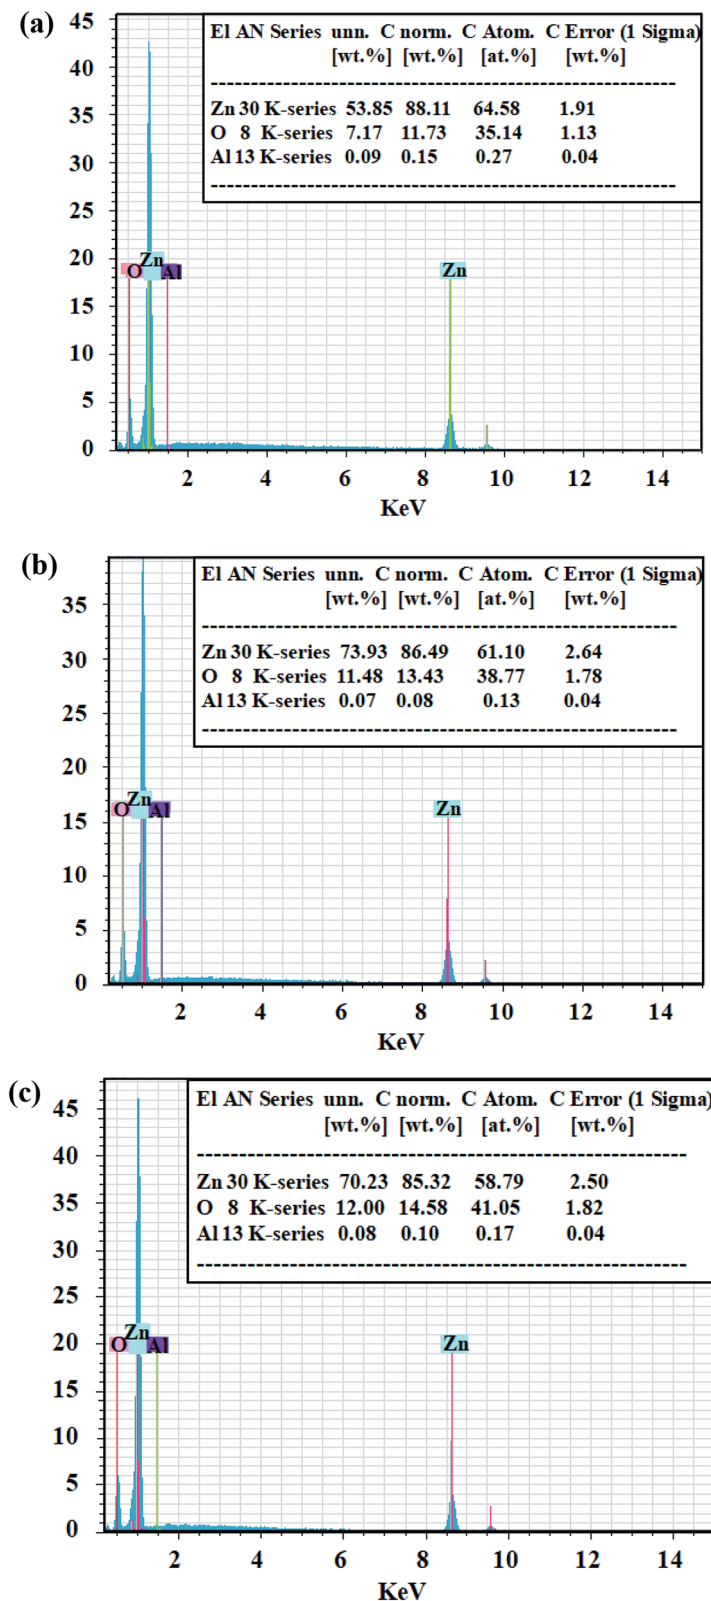 (a)
El AN Series unn. C norm. C Atom. C Error (1 Sigma)
[wt.%] [wt.%] [at.%] [wt.%]
Zn 30 K-series 53.85 88.11 64.58 1.91
O 8 K-series 7.17 11.73 35.14 1.13
Al 13 K-series 0.09 0.15 0.27 0.04
45
40
35
30
25
20
15
10
5
0
O Zn Al
Zn
2 4 6 8 10 12 14
KeV
(b)
El AN Series unn. C norm. C Atom. C Error (1 Sigma)
[wt.%] [wt.%] [at.%] [wt.%]
Zn 30 K-series 73.93 86.49 61.10 2.64
O 8 K-series 11.48 13.43 38.77 1.78
Al 13 K-series 0.07 0.08 0.13 0.04
35
30
25
20
15
10
5
0
O Zn Al
Zn
2 4 6 8 10 12 14
KeV
(c)
El AN Series unn. C norm. C Atom. C Error (1 Sigma)
[wt.%] [wt.%] [at.%] [wt.%]
Zn 30 K-series 70.23 85.32 58.79 2.50
O 8 K-series 12.00 14.58 41.05 1.82
Al 13 K-series 0.08 0.10 0.17 0.04
45
40
35
30
25
20
15
10
5
0
O Zn Al
Zn
2 4 6 8 10 12 14
KeV